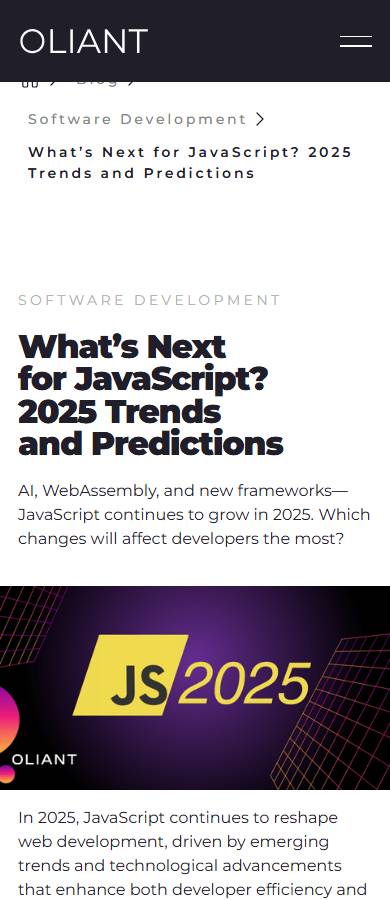 OLIANT
Blog
Software Development
What's Next for JavaScript? 2025
Trends and Predictions
SOFTWARE DEVELOPMENT
What's Next
for JavaScript?
2025 Trends
and Predictions
AI, WebAssembly, and new frameworks—
JavaScript continues to grow in 2025. Which
changes will affect developers the most?
JS 2025
OLIANT
In 2025, JavaScript continues to reshape
web development, driven by emerging
trends and technological advancements
that enhance both developer efficiency and